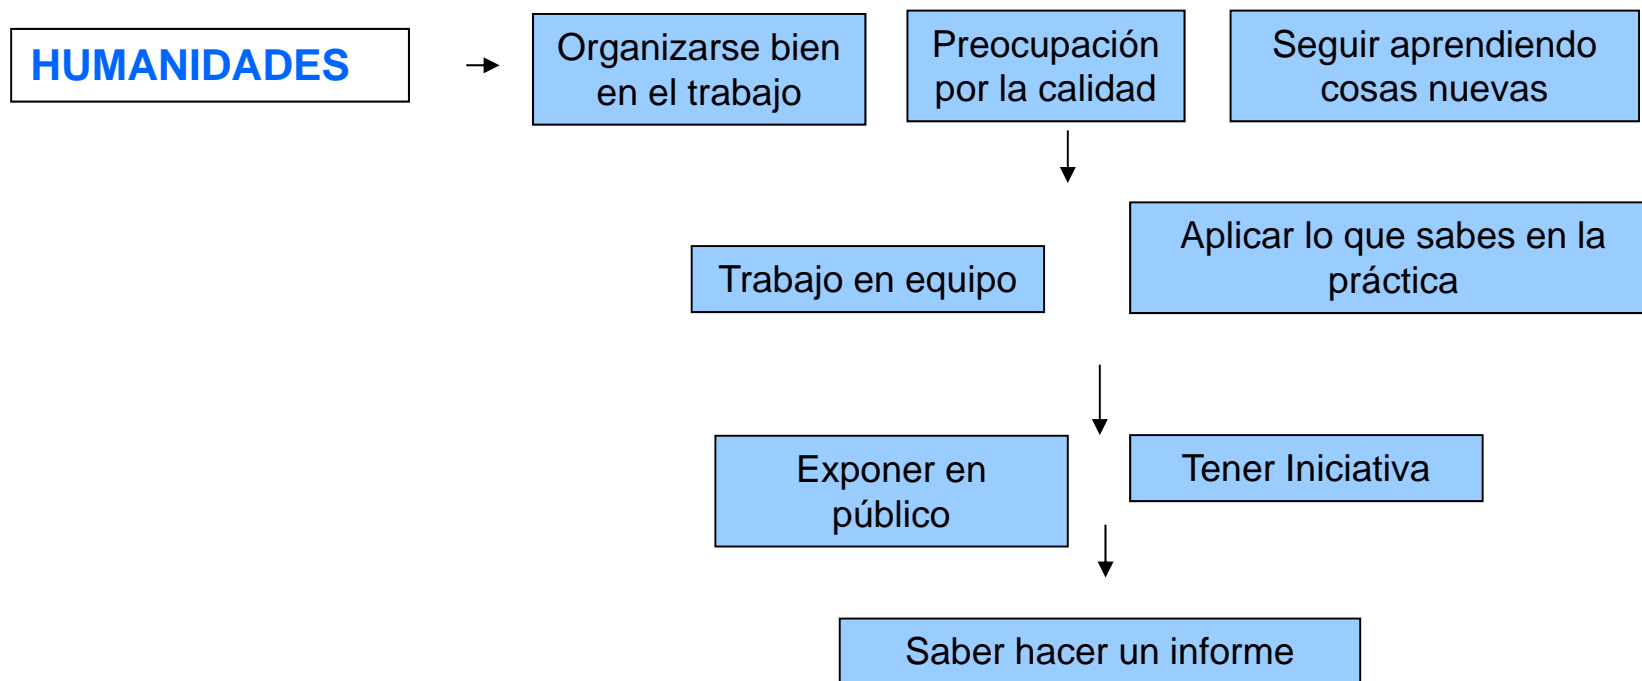 HUMANIDADES
Organizarse bien
en el trabajo
Preocupación
por la calidad
Seguir aprendiendo
cosas nuevas
Trabajo en equipo
Aplicar lo que sabes en la
práctica
Exponer en
público
Tener Iniciativa
Saber hacer un informe